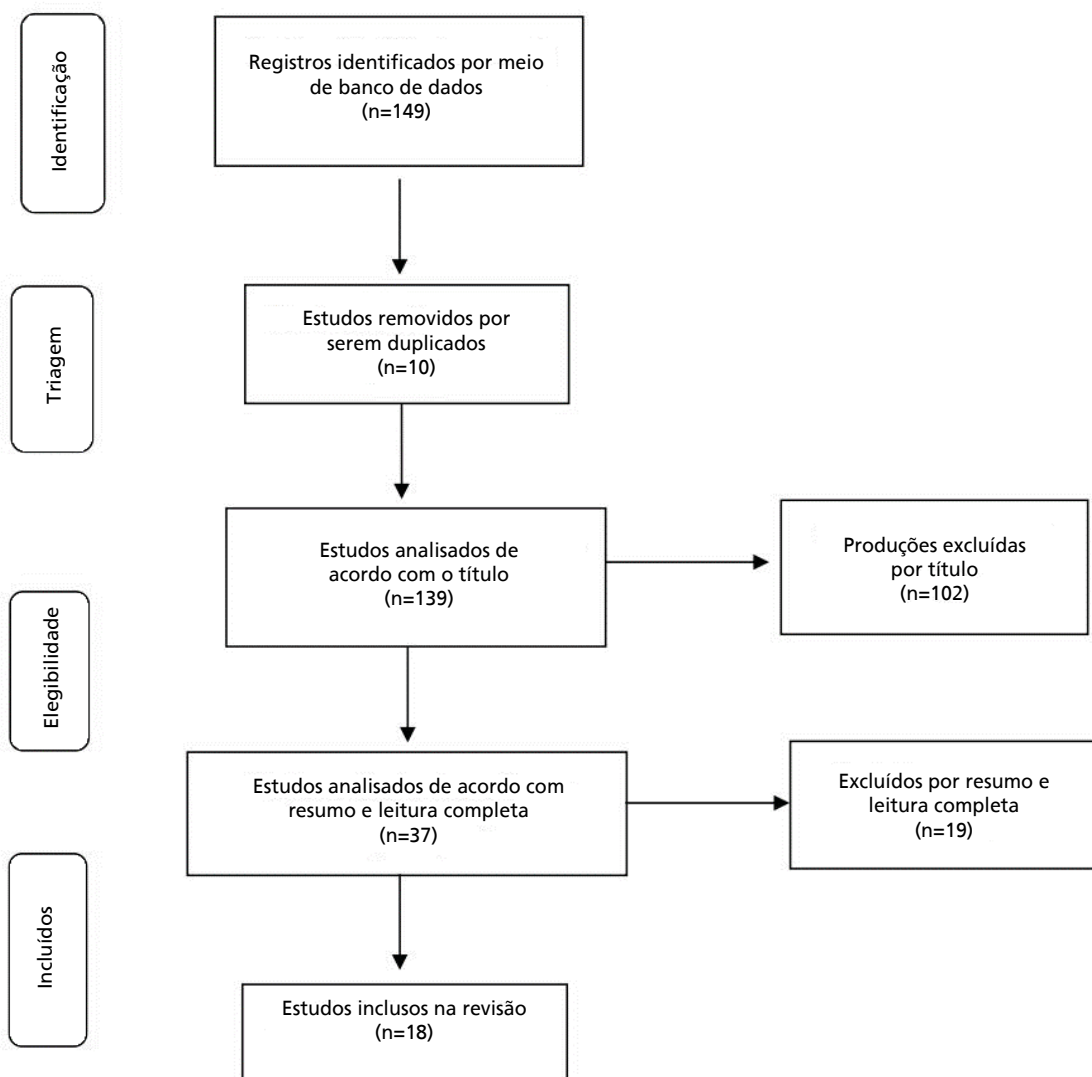 Identificação
Registros identificados por meio
de banco de dados
(n=149)
Triagem
Estudos removidos por
serem duplicados
(n=10)
Elegibilidade
Estudos analisados de
acordo com o título
(n=139)
Produções excluídas
por título
(n=102)
Estudos analisados de acordo com
resumo e leitura completa
(n=37)
Excluídos por resumo e
leitura completa
(n=19)
Incluídos
Estudos inclusos na revisão
(n=18)